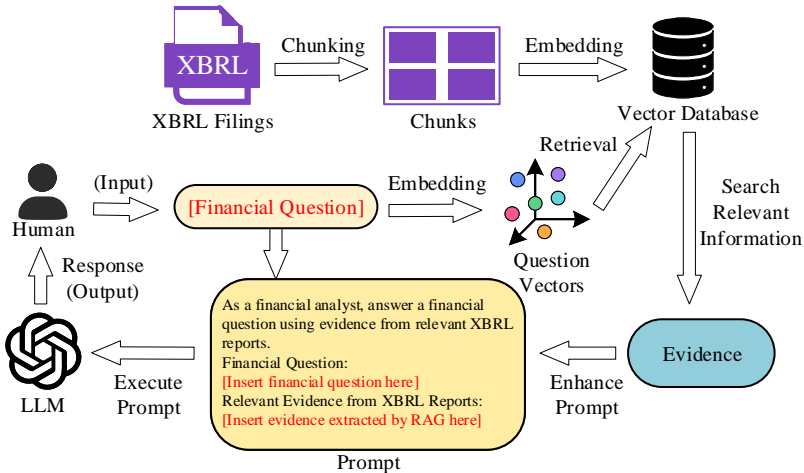 XBRL
XBRL Filings
Chunking
Chunks
Embedding
Vector Database
Human
(Input)
[Financial Question]
Embedding
Question
Vectors
Retrieval
Search
Relevant
Information
Evidence
Enhance
Prompt
As a financial analyst, answer a financial
question using evidence from relevant XBRL
reports.
Financial Question:
[Insert financial question here]
Relevant Evidence from XBRL Reports:
[Insert evidence extracted by RAG here]
Prompt
Execute
Prompt
LLM
Response
(Output)